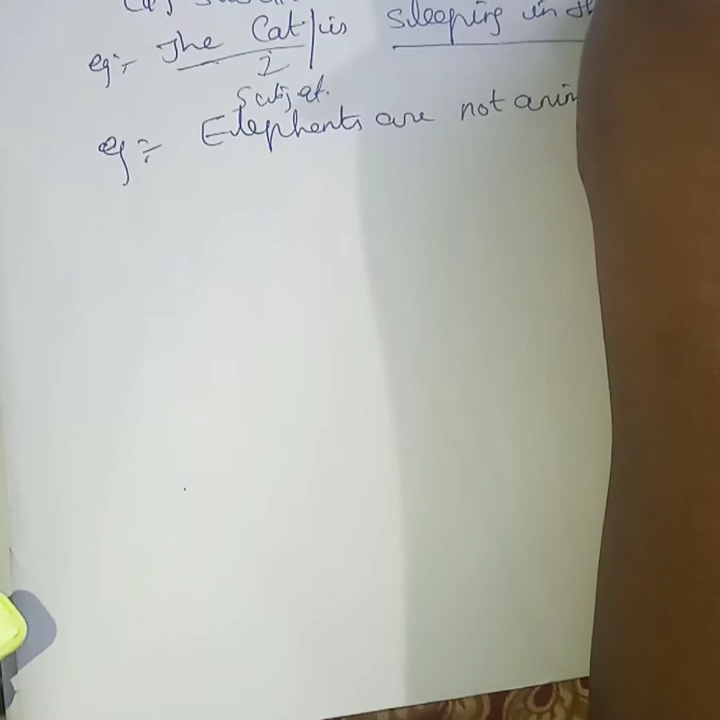 eg:- The Cat/is sleeping in
Subject.
eg:- Elephants are not